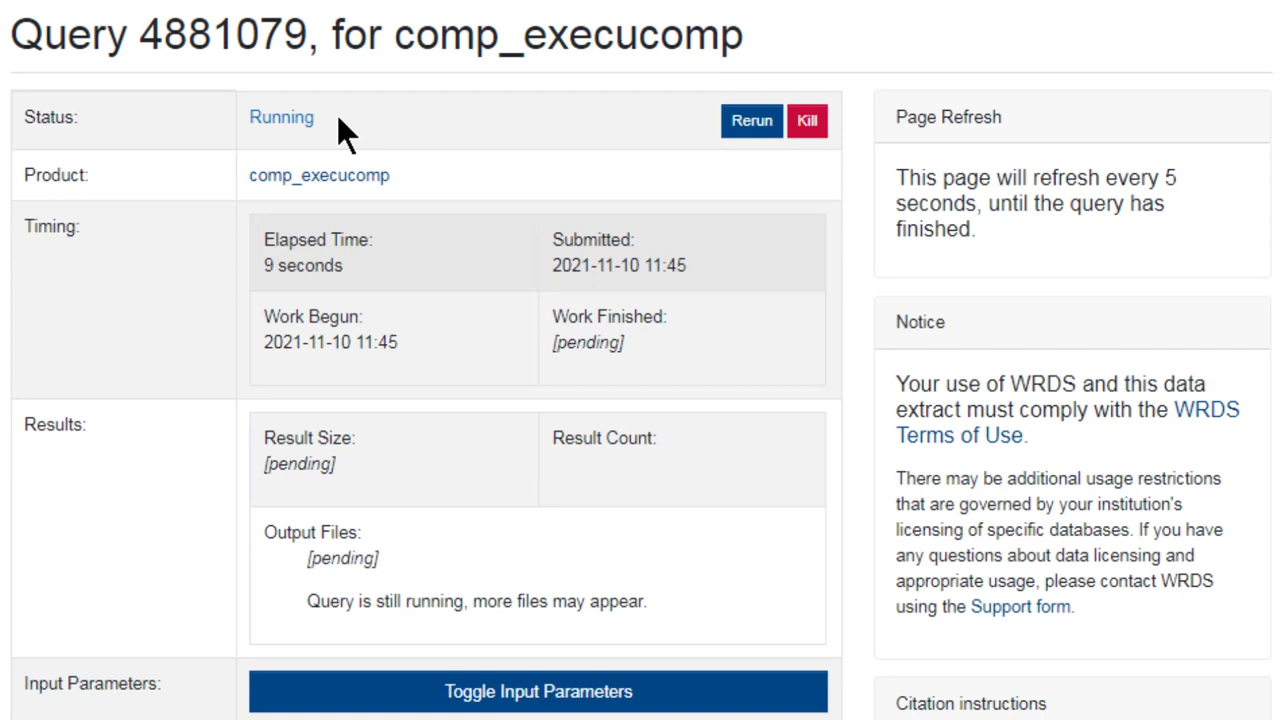 Query 4881079, for comp_execucomp
Status:
Running
Rerun
Kill
Product:
comp_execucomp
Timing:
Elapsed Time:
9 seconds
Submitted:
2021-11-10 11:45
Work Begun:
2021-11-10 11:45
Work Finished:
[pending]
Results:
Result Size:
[pending]
Result Count:
Output Files:
[pending]
Query is still running, more files may appear.
Input Parameters:
Toggle Input Parameters
Page Refresh
This page will refresh every 5
seconds, until the query has
finished.
Notice
Your use of WRDS and this data
extract must comply with the WRDS
Terms of Use.
There may be additional usage restrictions
that are governed by your institution's
licensing of specific databases. If you have
any questions about data licensing and
appropriate usage, please contact WRDS
using the Support form.
Citation instructions